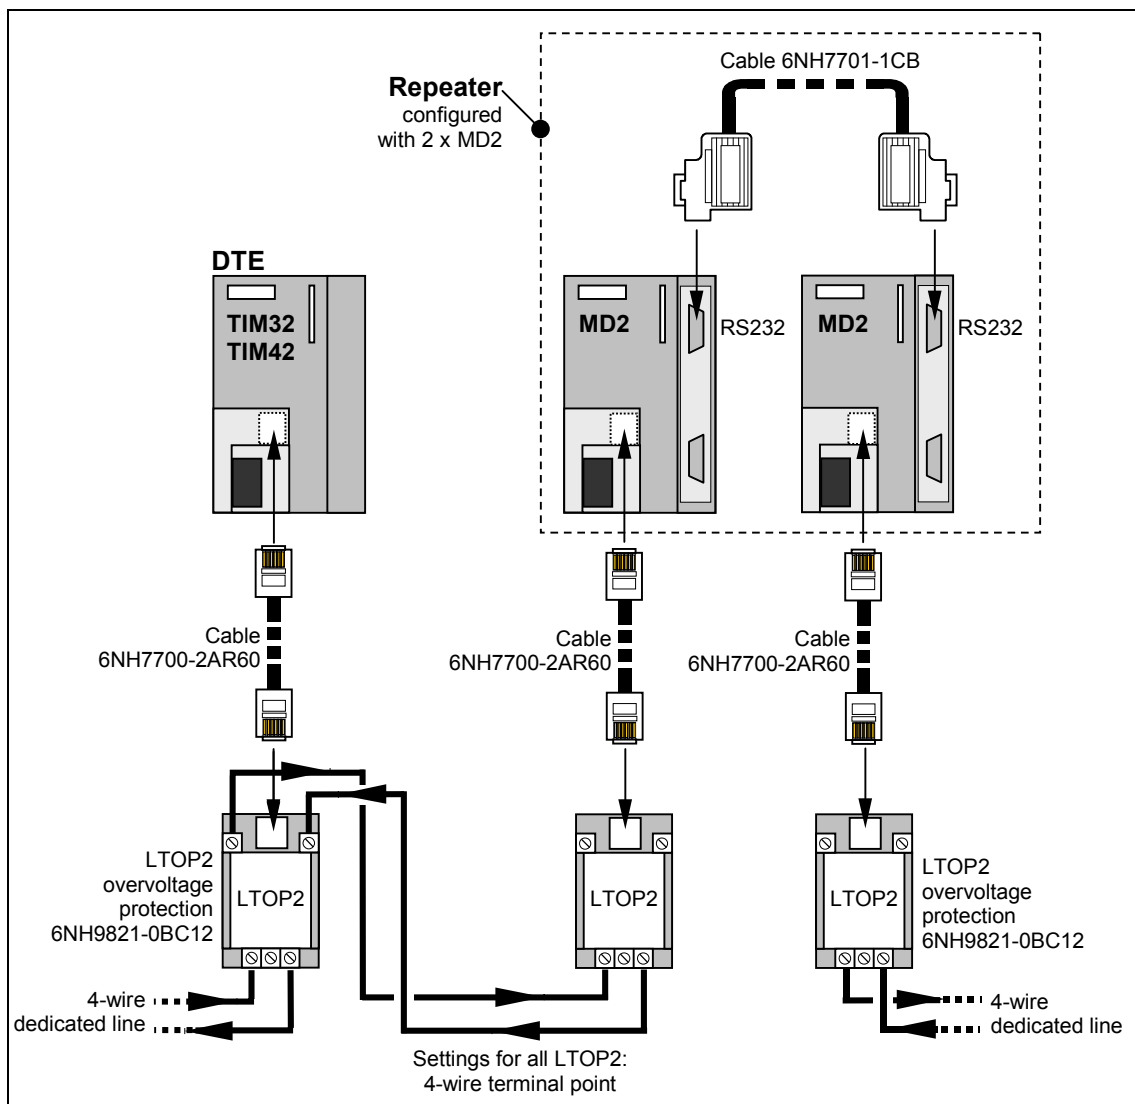 Cable 6NH7701-1CB
Repeater
configured
with 2 x MD2
DTE
TIM32
TIM42
MD2
RS232
MD2
RS232
Cable
6NH7700-2AR60
Cable
6NH7700-2AR60
Cable
6NH7700-2AR60
LTOP2
overvoltage
protection
6NH9821-0BC12
LTOP2
LTOP2
LTOP2
LTOP2
overvoltage
protection
6NH9821-0BC12
4-wire
dedicated line
4-wire
dedicated line
Settings for all LTOP2:
4-wire terminal point